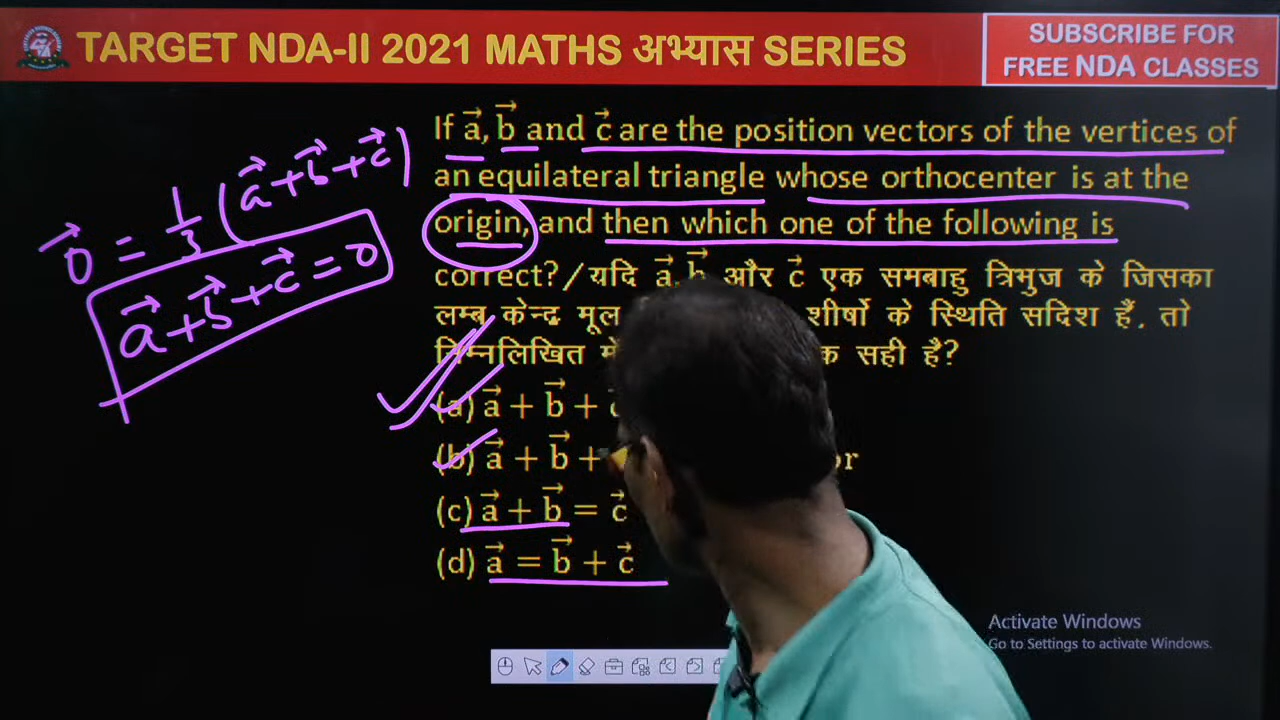 TARGET NDA-II 2021 MATHS अभ्यास SERIES
SUBSCRIBE FOR
FREE NDA CLASSES
If a⃗, b⃗ and c⃗ are the position vectors of the vertices of
an equilateral triangle whose orthocenter is at the
origin, and then which one of the following is
correct?/यदि a⃗, b⃗ और c⃗ एक समबाहु त्रिभुज के जिसका
लम्ब केन्द्र मूल शीर्षों के स्थिति सदिश हैं, तो
निम्नलिखित में सही है?
(a) a⃗ + b⃗ +
(b) a⃗ + b⃗ +
(c) a⃗ + b⃗ = c⃗
(d) a⃗ = b⃗ + c⃗
0⃗ = 1/3 (a⃗+b⃗+c⃗)
a⃗+b⃗+c⃗=0
Activate Windows
Go to Settings to activate Windows.